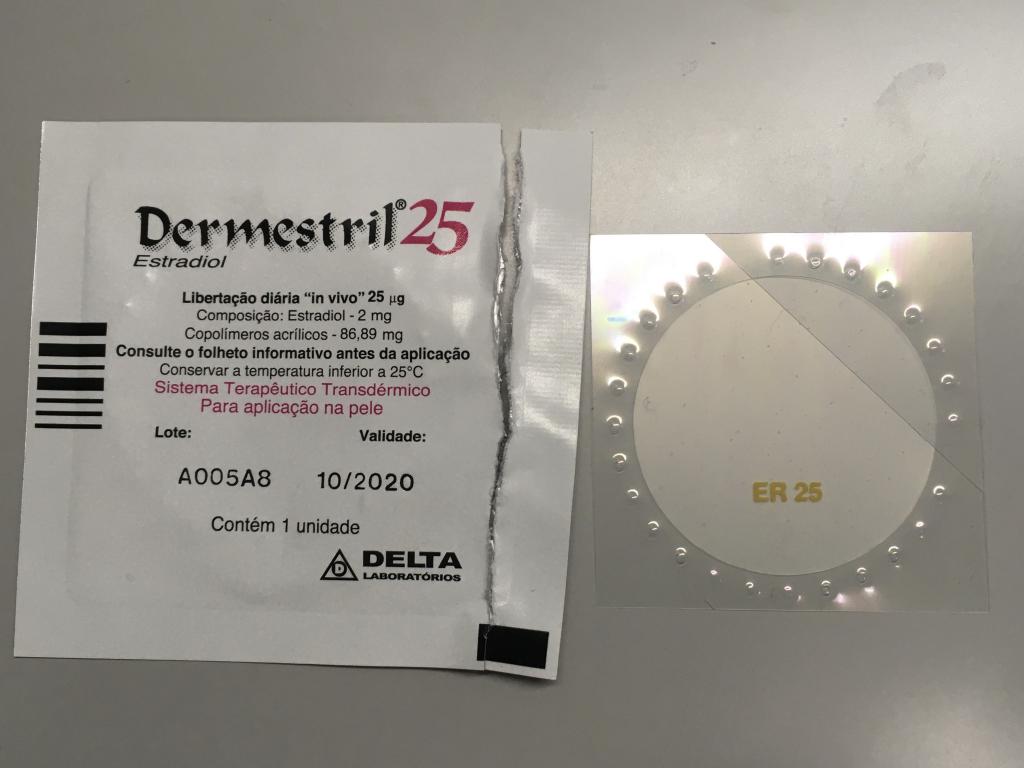 Dermestril® 25
Estradiol
Libertação diária "in vivo" 25 µg
Composição: Estradiol - 2 mg
Copolímeros acrílicos - 86,89 mg
Consulte o folheto informativo antes da aplicação
Conservar a temperatura inferior a 25°C
Sistema Terapêutico Transdérmico
Para aplicação na pele
Lote: Validade:
A005A8 10/2020
Contém 1 unidade
D DELTA
LABORATÓRIOS
ER 25